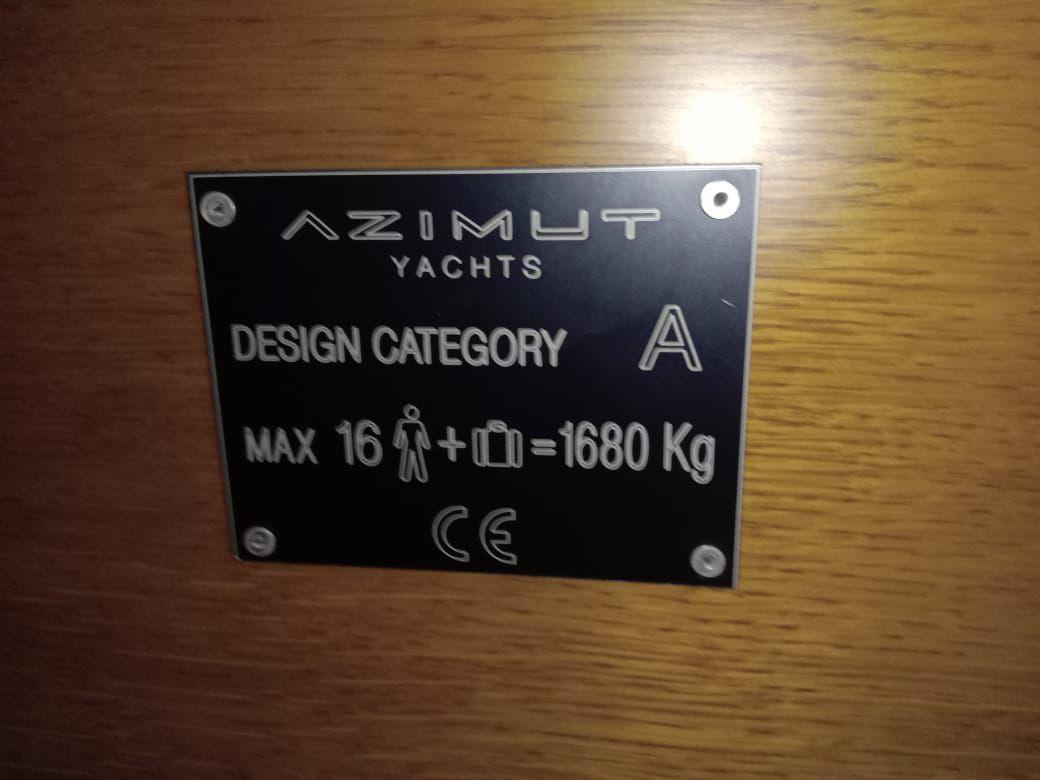 AZIMUT
YACHTS
DESIGN CATEGORY A
MAX 16 + =1680 Kg
CE